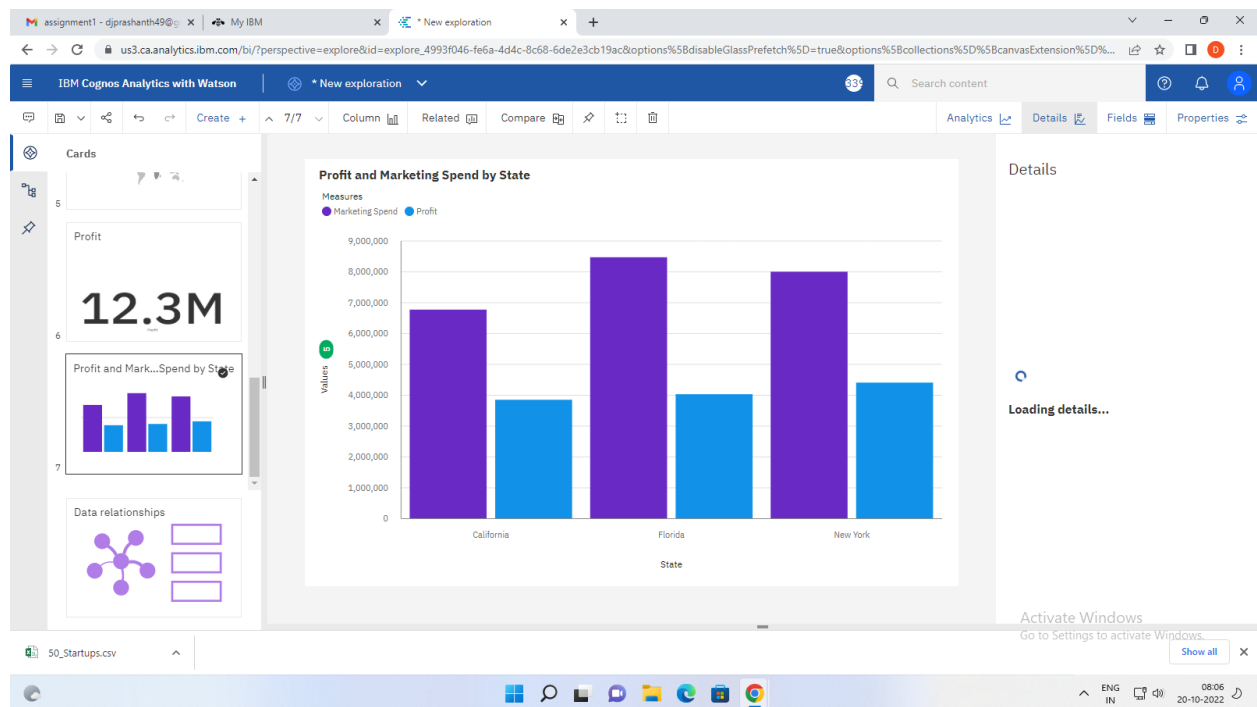 assignment1 - djprashanth49@g
My IBM
* New exploration
us3.ca.analytics.ibm.com/bi/?perspective=explore&id=explore_4993f046-fe6a-4d4c-8c68-6de2e3cb19ac&options%5BdisableGlassPrefetch%5D=true&options%5Bcollections%5D%5BcanvasExtension%5D%...
D
IBM Cognos Analytics with Watson
* New exploration
Search content
Create +
7/7
Column
Related
Compare
Analytics
Details
Fields
Properties
Cards
5
Profit
12.3M
6
Profit and Mark...Spend by State
7
Data relationships
Profit and Marketing Spend by State
Measures
Marketing Spend Profit
9,000,000
8,000,000
7,000,000
6,000,000
5,000,000
4,000,000
3,000,000
2,000,000
1,000,000
0
Values
5
California
Florida
New York
State
Details
Loading details...
Activate Windows
Go to Settings to activate Windows.
50_Startups.csv
Show all
ENG
IN
08:06
20-10-2022